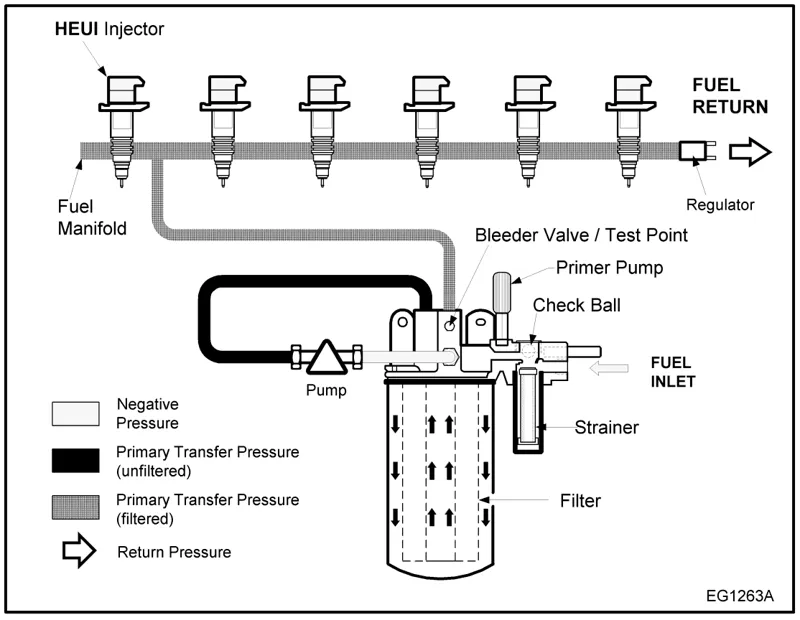 HEUI Injector
FUEL
RETURN
Fuel
Manifold
Regulator
Bleeder Valve / Test Point
Primer Pump
Check Ball
FUEL
INLET
Pump
Strainer
Filter
Negative
Pressure
Primary Transfer Pressure
(unfiltered)
Primary Transfer Pressure
(filtered)
Return Pressure
EG1263A